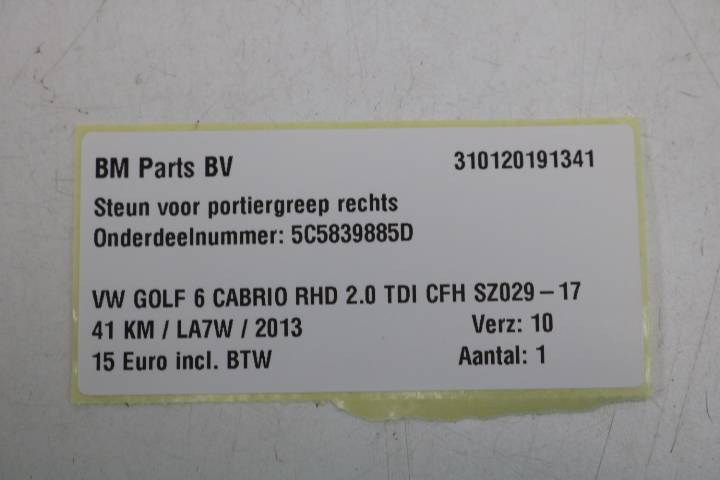 BM Parts BV 310120191341
Steun voor portiergreep rechts
Onderdeelnummer: 5C5839885D
VW GOLF 6 CABRIO RHD 2.0 TDI CFH SZ029 – 17
41 KM / LA7W / 2013 Verz: 10
15 Euro incl. BTW Aantal: 1